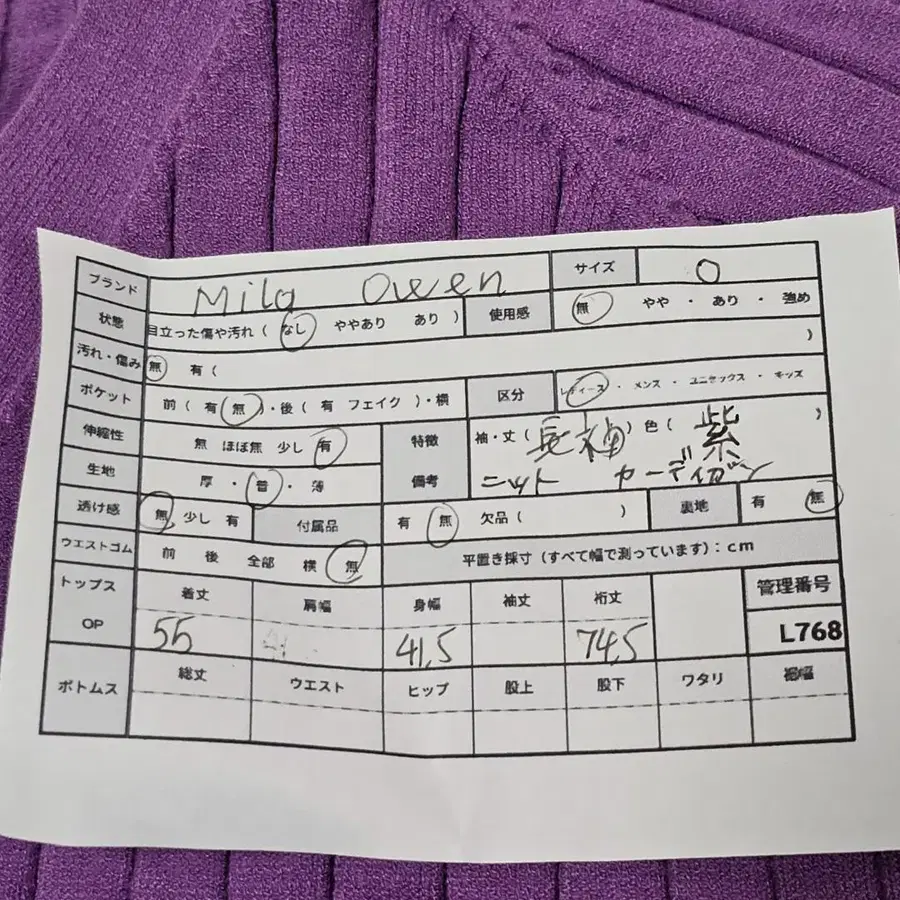 ブランド Mila Owen サイズ 0
状態 目立った傷や汚れ ( なし ややあり あり ) 使用感 無 やや ・ あり ・ 強め
汚れ・傷み 無 有 ( )
ポケット 前 ( 有 無 )・後 ( 有 フェイク )・横 区分 レディース ・ メンズ ・ ユニセックス ・ キッズ
伸縮性 無 ほぼ無 少し 有 特徴 袖・丈 ( 長袖 ) 色 ( 紫 )
生地 厚 ・ 普 ・ 薄 備考 ニット カーディガン
透け感 無 少し 有 付属品 有 無 欠品 ( ) 裏地 有 無
ウエストゴム 前 後 全部 横 無 平置き採寸 (すべて幅で測っています) : cm
トップス 着丈 肩幅 身幅 袖丈 裄丈 管理番号
OP 55 41.5 74.5 L768
ボトムス 総丈 ウエスト ヒップ 股上 股下 ワタリ 裾幅